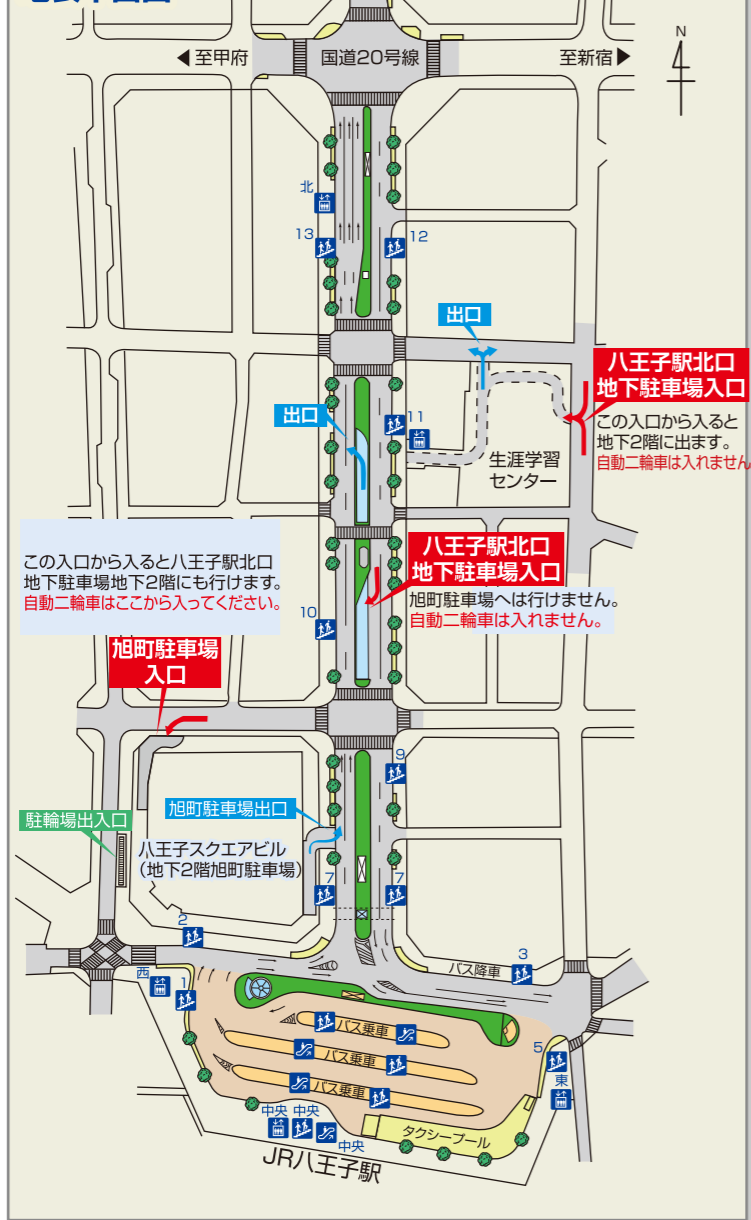 至甲府
国道20号線
至新宿
N
北
13
12
出口
八王子駅北口
地下駐車場入口
この入口から入ると
地下2階に出ます。
自動二輪車は入れません
出口
11
生涯学習
センター
この入口から入ると八王子駅北口
地下駐車場地下2階にも行けます。
自動二輪車はここから入ってください。
八王子駅北口
地下駐車場入口
旭町駐車場へは行けません。
自動二輪車は入れません。
10
旭町駐車場
入口
9
旭町駐車場出口
駐輪場出入口
八王子スクエアビル
(地下2階旭町駐車場)
7
7
2
3
バス降車
西
1
バス乗車
バス乗車
バス乗車
5
東
中央
中央
中央
タクシープール
JR八王子駅